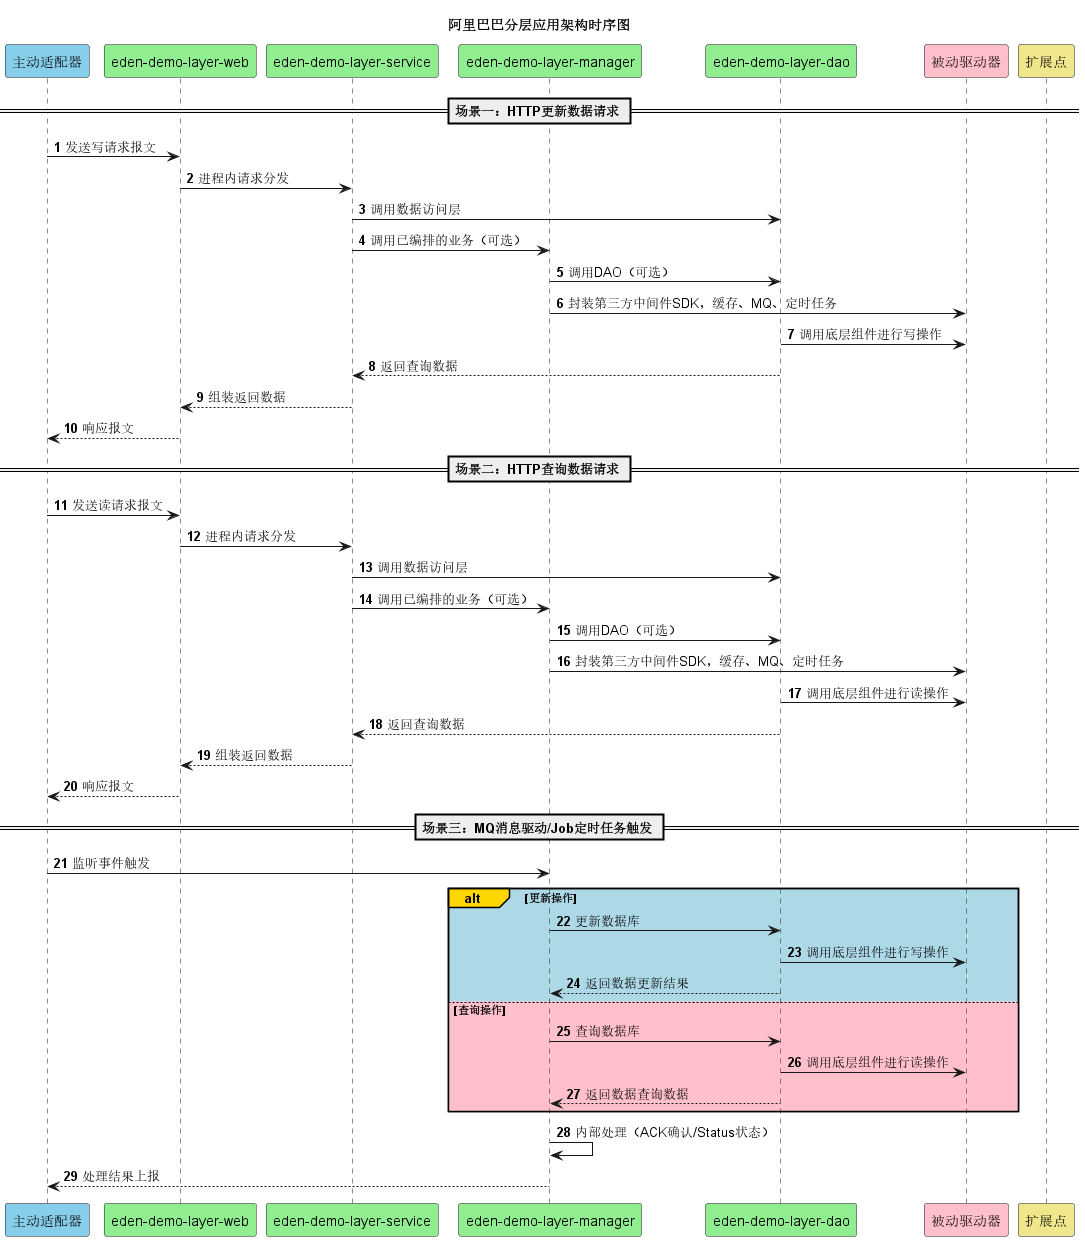 阿里巴巴分层应用架构时序图
主动适配器
eden-demo-layer-web
eden-demo-layer-service
eden-demo-layer-manager
eden-demo-layer-dao
被动驱动器
扩展点
场景一：HTTP更新数据请求
1 发送写请求报文
2 进程内请求分发
3 调用数据访问层
4 调用已编排的业务（可选）
5 调用DAO（可选）
6 封装第三方中间件SDK，缓存、MQ、定时任务
7 调用底层组件进行写操作
8 返回查询数据
9 组装返回数据
10 响应报文
场景二：HTTP查询数据请求
11 发送读请求报文
12 进程内请求分发
13 调用数据访问层
14 调用已编排的业务（可选）
15 调用DAO（可选）
16 封装第三方中间件SDK，缓存、MQ、定时任务
17 调用底层组件进行读操作
18 返回查询数据
19 组装返回数据
20 响应报文
场景三：MQ消息驱动/Job定时任务触发
21 监听事件触发
alt [更新操作]
22 更新数据库
23 调用底层组件进行写操作
24 返回数据更新结果
[查询操作]
25 查询数据库
26 调用底层组件进行读操作
27 返回数据查询数据
28 内部处理（ACK确认/Status状态）
29 处理结果上报
主动适配器
eden-demo-layer-web
eden-demo-layer-service
eden-demo-layer-manager
eden-demo-layer-dao
被动驱动器
扩展点